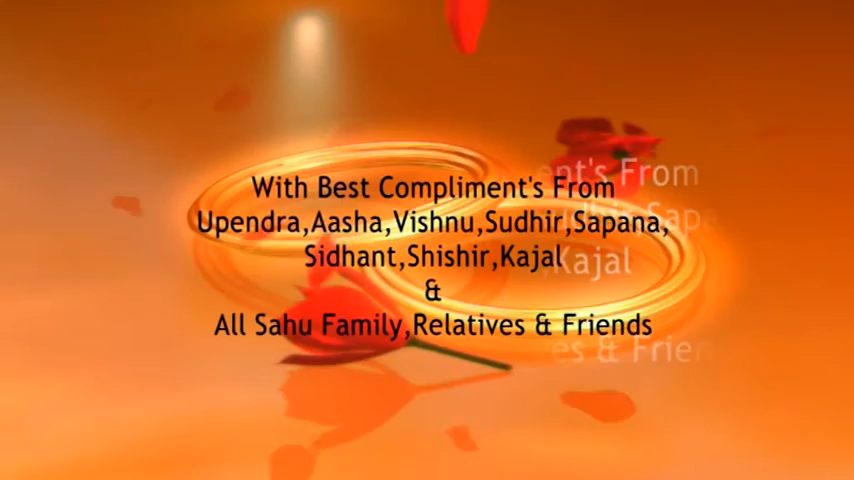 With Best Compliment's From
Upendra,Aasha,Vishnu,Sudhir,Sapana,
Sidhant,Shishir,Kajal
&
All Sahu Family,Relatives & Friends